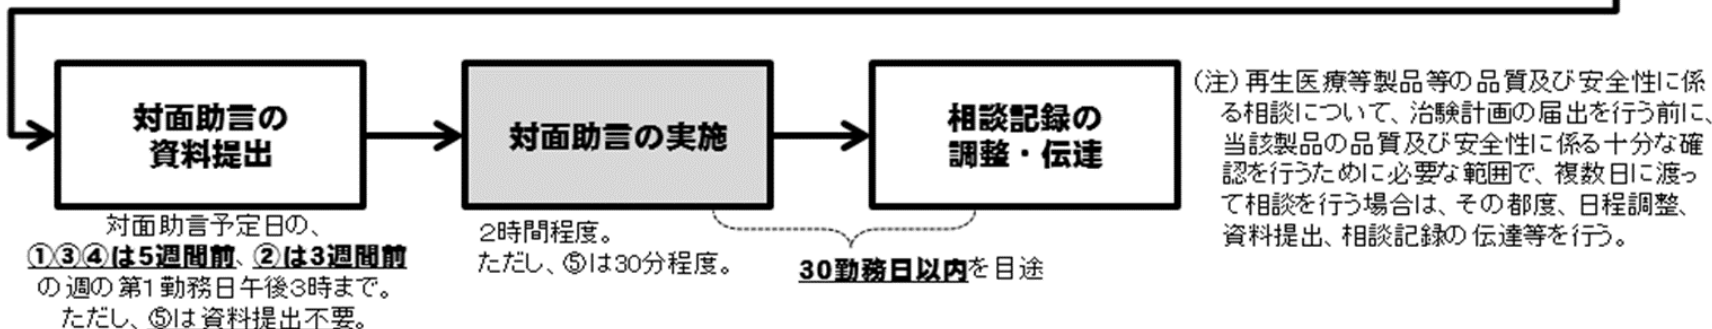 対面助言の
資料提出
対面助言予定日の、
①③④は5週間前、②は3週間前
の週の第1勤務日午後3時まで。
ただし、⑤は資料提出不要。
対面助言の実施
2時間程度。
ただし、⑤は30分程度。
相談記録の
調整・伝達
30勤務日以内を目途
(注)再生医療等製品等の品質及び安全性に係
る相談について、治験計画の届出を行う前に、
当該製品の品質及び安全性に係る十分な確
認を行うために必要な範囲で、複数日に渡っ
て相談を行う場合は、その都度、日程調整、
資料提出、相談記録の伝達等を行う。